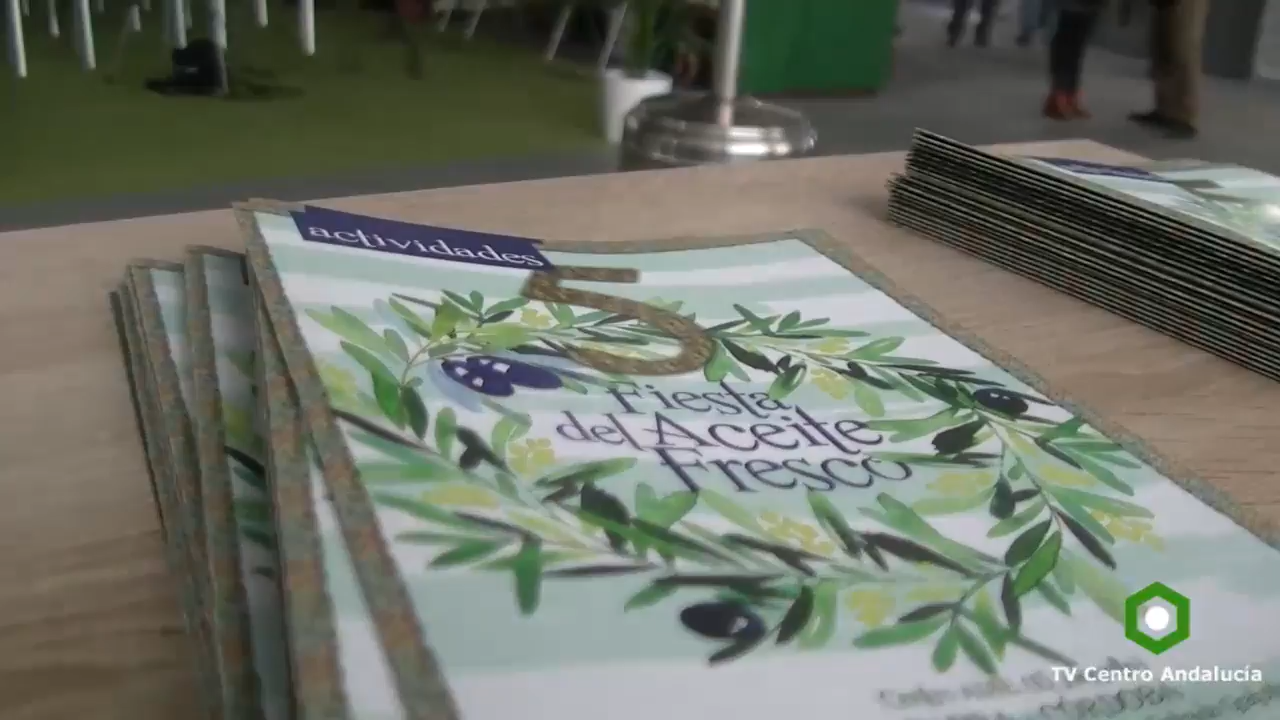 actividades
5
Fiesta
del Aceite
Fresco
TV Centro Andalucía